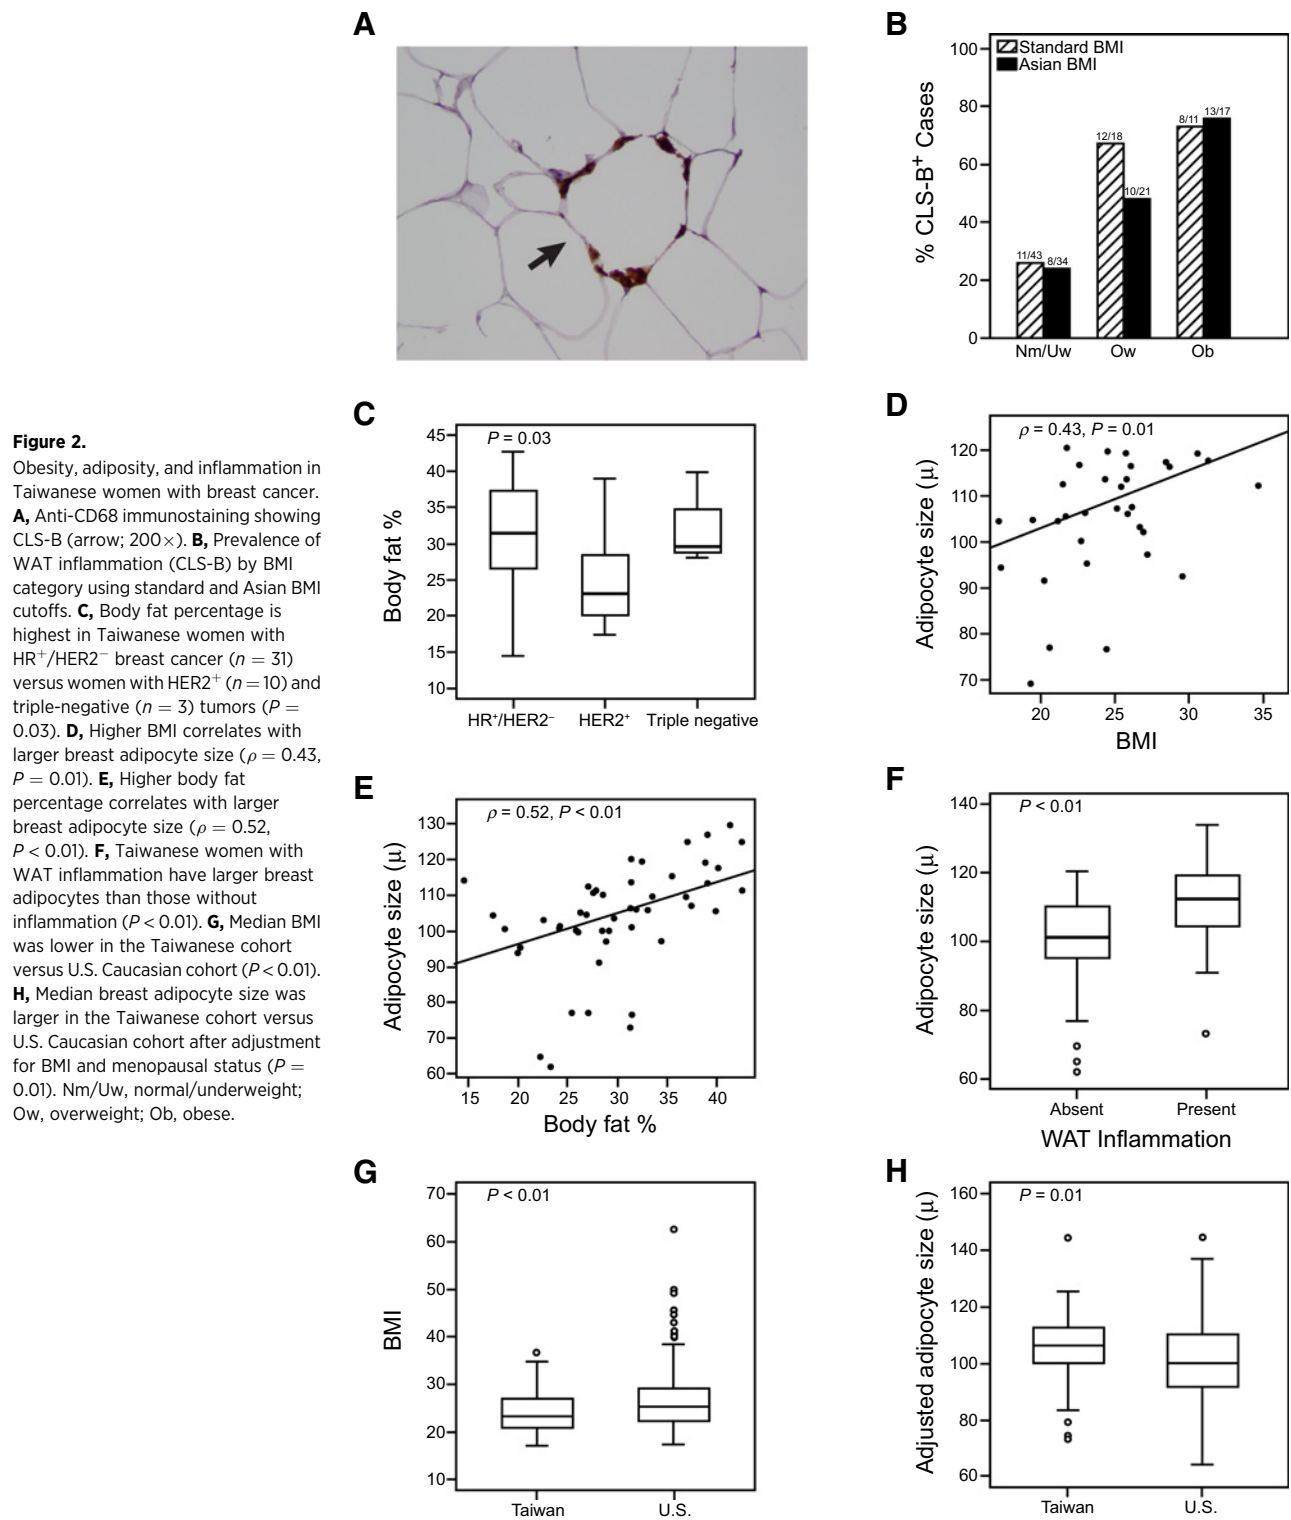 Figure 2.
Obesity, adiposity, and inflammation in
Taiwanese women with breast cancer.
A, Anti-CD68 immunostaining showing
CLS-B (arrow; 200×). B, Prevalence of
WAT inflammation (CLS-B) by BMI
category using standard and Asian BMI
cutoffs. C, Body fat percentage is
highest in Taiwanese women with
HR⁺/HER2⁻ breast cancer (n = 31)
versus women with HER2⁺ (n = 10) and
triple-negative (n = 3) tumors (P =
0.03). D, Higher BMI correlates with
larger breast adipocyte size (ρ = 0.43,
P = 0.01). E, Higher body fat
percentage correlates with larger
breast adipocyte size (ρ = 0.52,
P < 0.01). F, Taiwanese women with
WAT inflammation have larger breast
adipocytes than those without
inflammation (P < 0.01). G, Median BMI
was lower in the Taiwanese cohort
versus U.S. Caucasian cohort (P < 0.01).
H, Median breast adipocyte size was
larger in the Taiwanese cohort versus
U.S. Caucasian cohort after adjustment
for BMI and menopausal status (P =
0.01). Nm/Uw, normal/underweight;
Ow, overweight; Ob, obese.
A
B
% CLS-B⁺ Cases
100
80
60
40
20
0
Standard BMI
Asian BMI
11/43
8/34
12/18
10/21
8/11
13/17
Nm/Uw
Ow
Ob
C
P = 0.03
Body fat %
45
40
35
30
25
20
15
10
HR⁺/HER2⁻
HER2⁺
Triple negative
D
ρ = 0.43, P = 0.01
Adipocyte size (μ)
120
110
100
90
80
70
20
25
30
35
BMI
E
ρ = 0.52, P < 0.01
Adipocyte size (μ)
130
120
110
100
90
80
70
60
15
20
25
30
35
40
Body fat %
F
P < 0.01
Adipocyte size (μ)
140
120
100
80
60
Absent
Present
WAT Inflammation
G
P < 0.01
BMI
70
60
50
40
30
20
10
Taiwan
U.S.
H
P = 0.01
Adjusted adipocyte size (μ)
160
140
120
100
80
60
Taiwan
U.S.